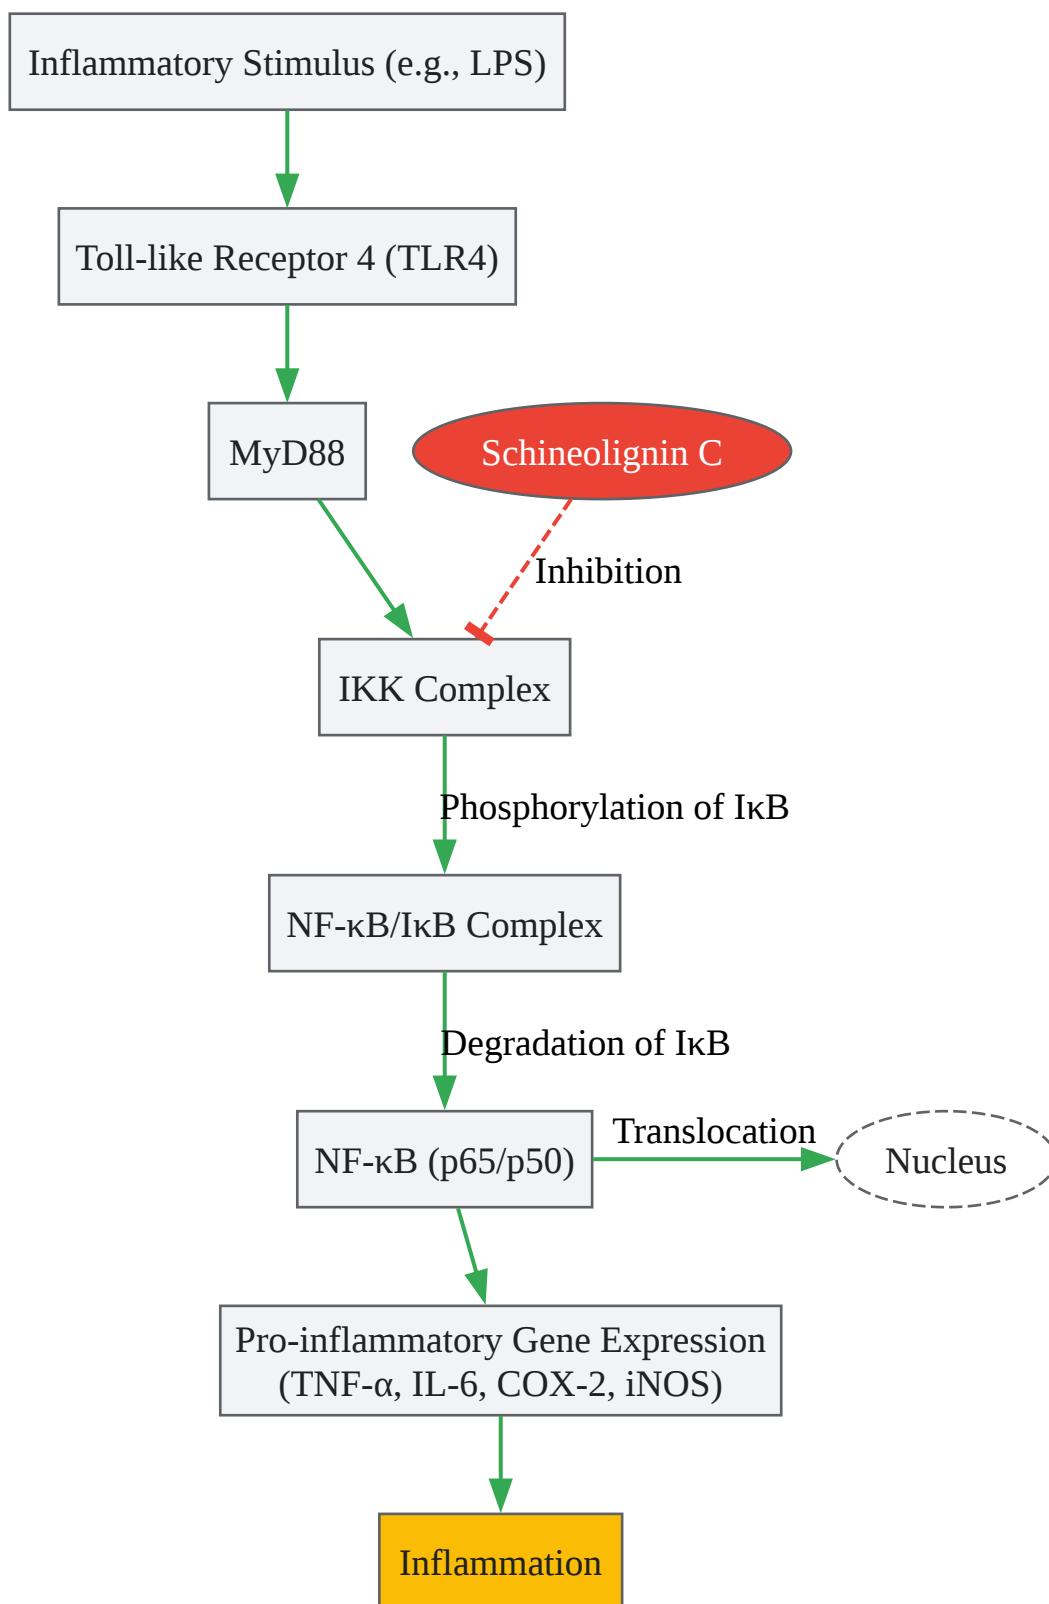 Inflammatory Stimulus (e.g., LPS)
Toll-like Receptor 4 (TLR4)
MyD88
Schineolignin C
Inhibition
IKK Complex
Phosphorylation of IκB
NF-κB/IκB Complex
Degradation of IκB
NF-κB (p65/p50)
Translocation
Nucleus
Pro-inflammatory Gene Expression
(TNF-α, IL-6, COX-2, iNOS)
Inflammation